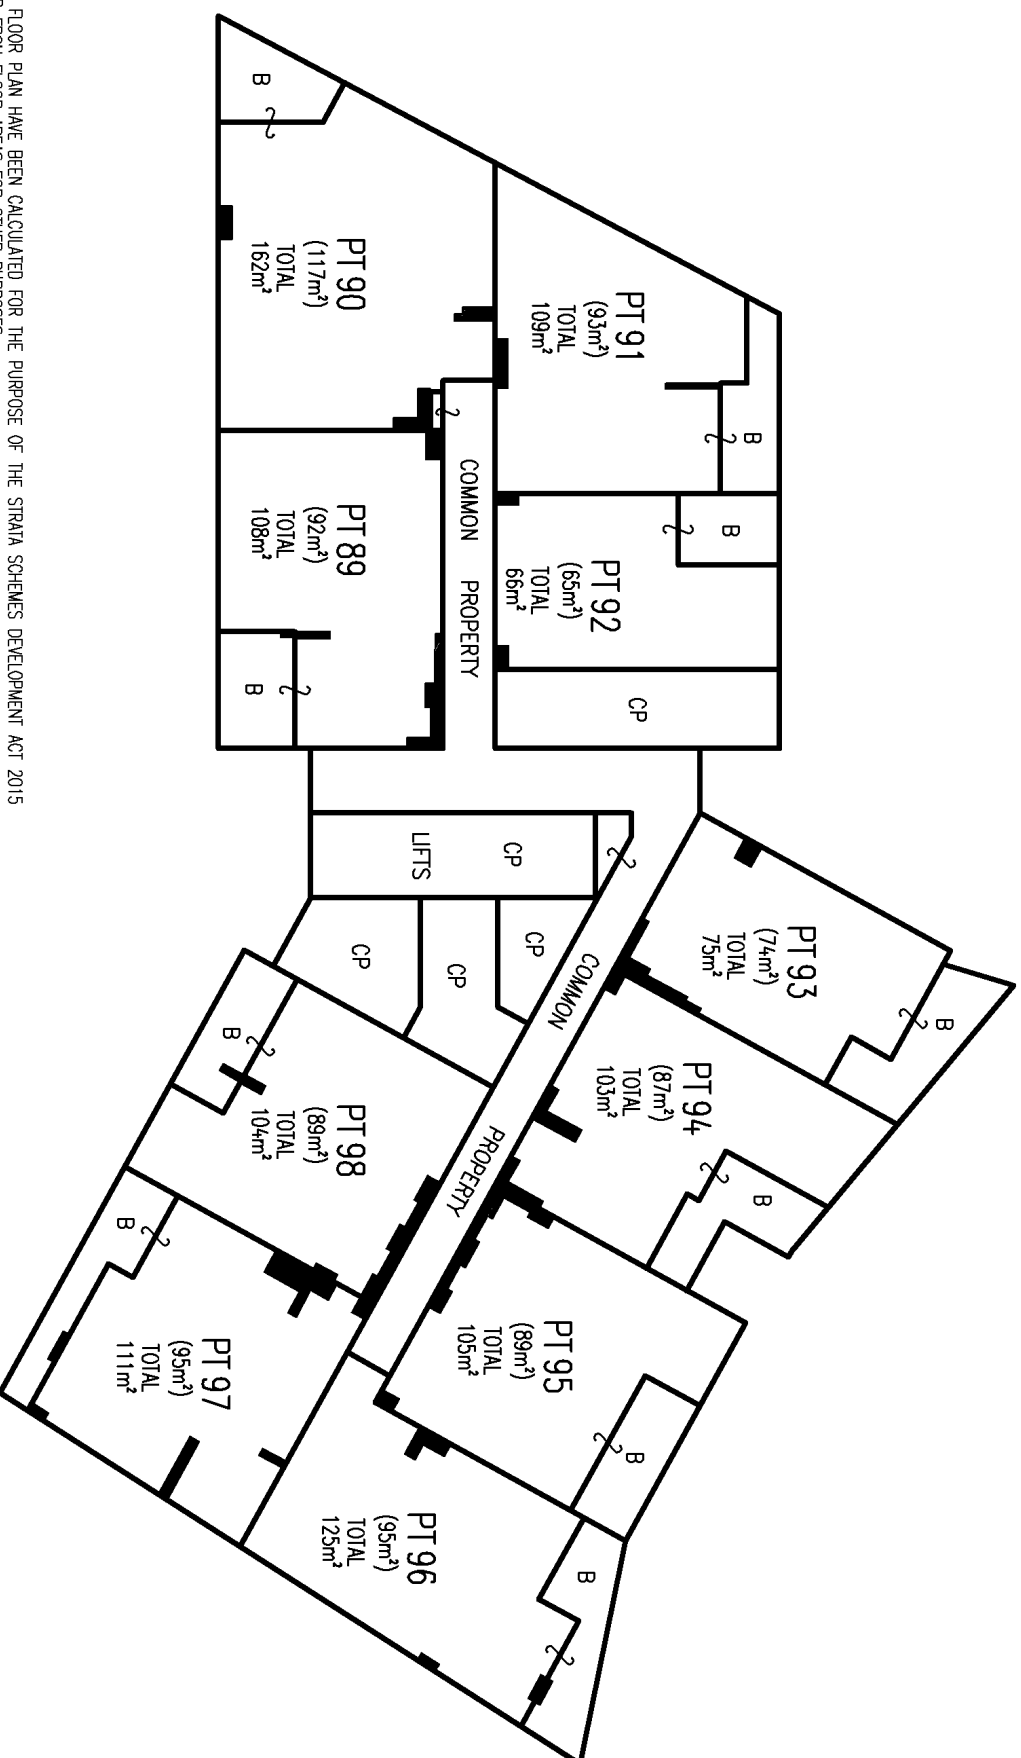 PT 90
(117m²)
TOTAL
162m²
B
PT 91
(93m²)
TOTAL
109m²
B
PT 89
(92m²)
TOTAL
108m²
B
PT 92
(65m²)
TOTAL
66m²
B
COMMON PROPERTY
CP
LIFTS
CP
CP
CP
CP
PT 93
(74m²)
TOTAL
75m²
B
PT 94
(87m²)
TOTAL
103m²
B
COMMON PROPERTY
PT 98
(89m²)
TOTAL
104m²
B
PT 95
(89m²)
TOTAL
105m²
B
PT 97
(95m²)
TOTAL
111m²
B
PT 96
(95m²)
TOTAL
125m²
B
FLOOR PLAN HAVE BEEN CALCULATED FOR THE PURPOSE OF THE STRATA SCHEMES DEVELOPMENT ACT 2015